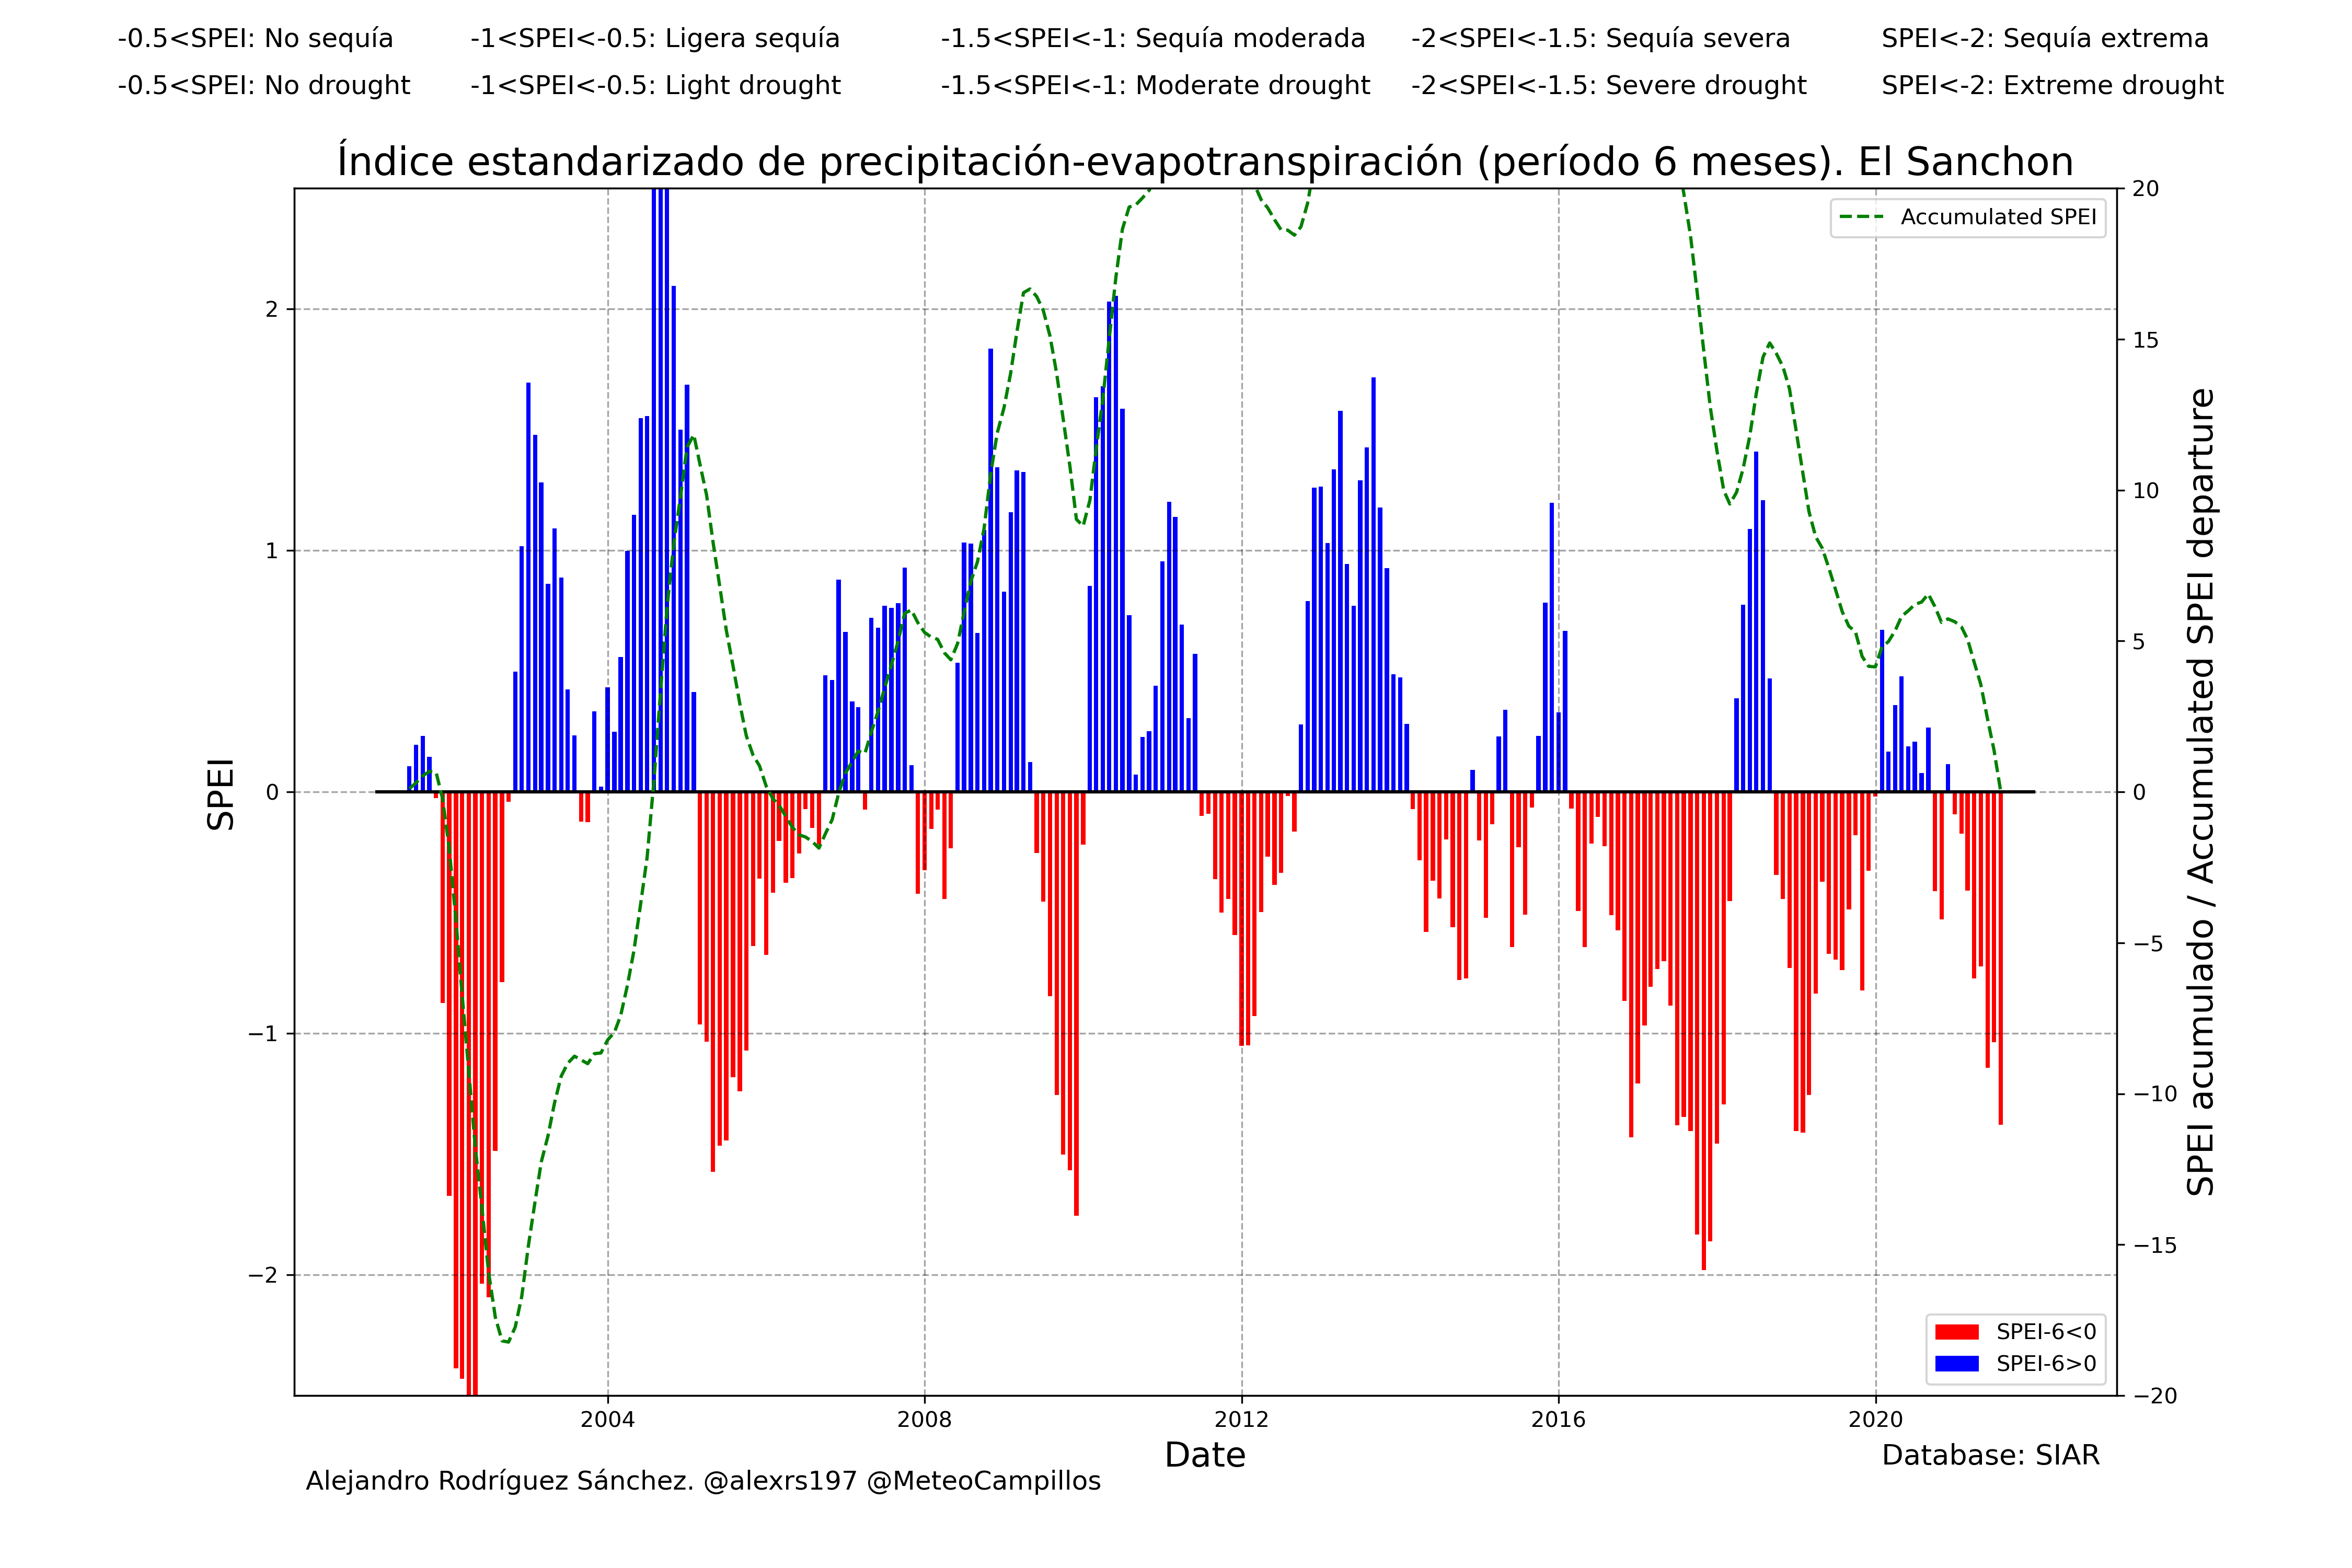 -0.5<SPEI: No sequía -1<SPEI<-0.5: Ligera sequía -1.5<SPEI<-1: Sequía moderada -2<SPEI<-1.5: Sequía severa SPEI<-2: Sequía extrema
-0.5<SPEI: No drought -1<SPEI<-0.5: Light drought -1.5<SPEI<-1: Moderate drought -2<SPEI<-1.5: Severe drought SPEI<-2: Extreme drought
Índice estandarizado de precipitación-evapotranspiración (período 6 meses). El Sanchon
SPEI
2
1
0
−1
−2
Accumulated SPEI
20
15
10
5
0
−5
−10
−15
−20
SPEI acumulado / Accumulated SPEI departure
SPEI-6<0
SPEI-6>0
2004 2008 2012 2016 2020
Date
Database: SIAR
Alejandro Rodríguez Sánchez. @alexrs197 @MeteoCampillos